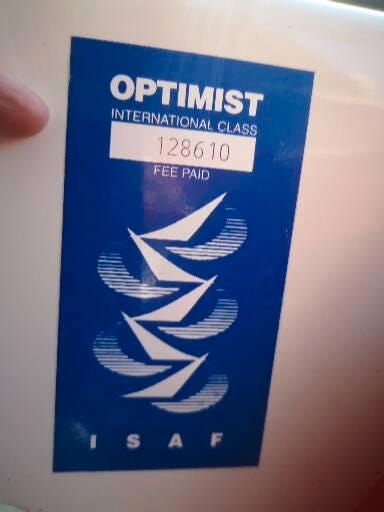 OPTIMIST
INTERNATIONAL CLASS
128610
FEE PAID
I S A F